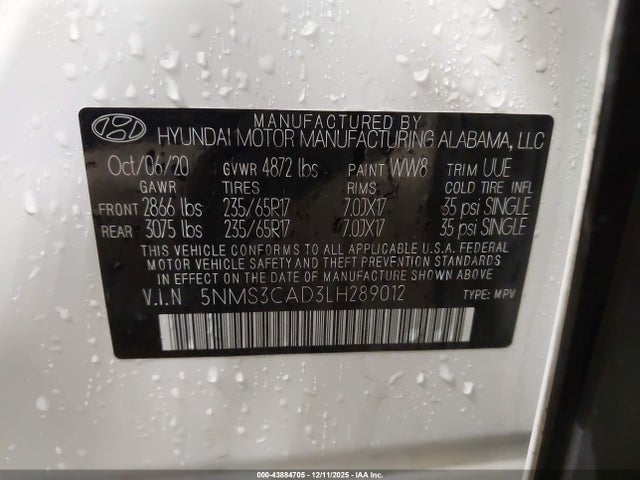 MANUFACTURED BY
HYUNDAI MOTOR MANUFACTURING ALABAMA, LLC
Oct/06/20 GVWR 4872 lbs PAINT WW8 TRIM UUE
GAWR TIRES RIMS COLD TIRE INFL
FRONT 2866 lbs 235/65R17 7.0JX17 35 psi SINGLE
REAR 3075 lbs 235/65R17 7.0JX17 35 psi SINGLE
THIS VEHICLE CONFORMS TO ALL APPLICABLE U.S.A. FEDERAL
MOTOR VEHICLE SAFETY AND THEFT PREVENTION STANDARDS
IN EFFECT ON THE DATE OF MANUFACTURE SHOWN ABOVE.
V.I.N 5NMS3CAD3LH289012 TYPE: MPV
000-43884705 - 12/11/2025 - IAA Inc.